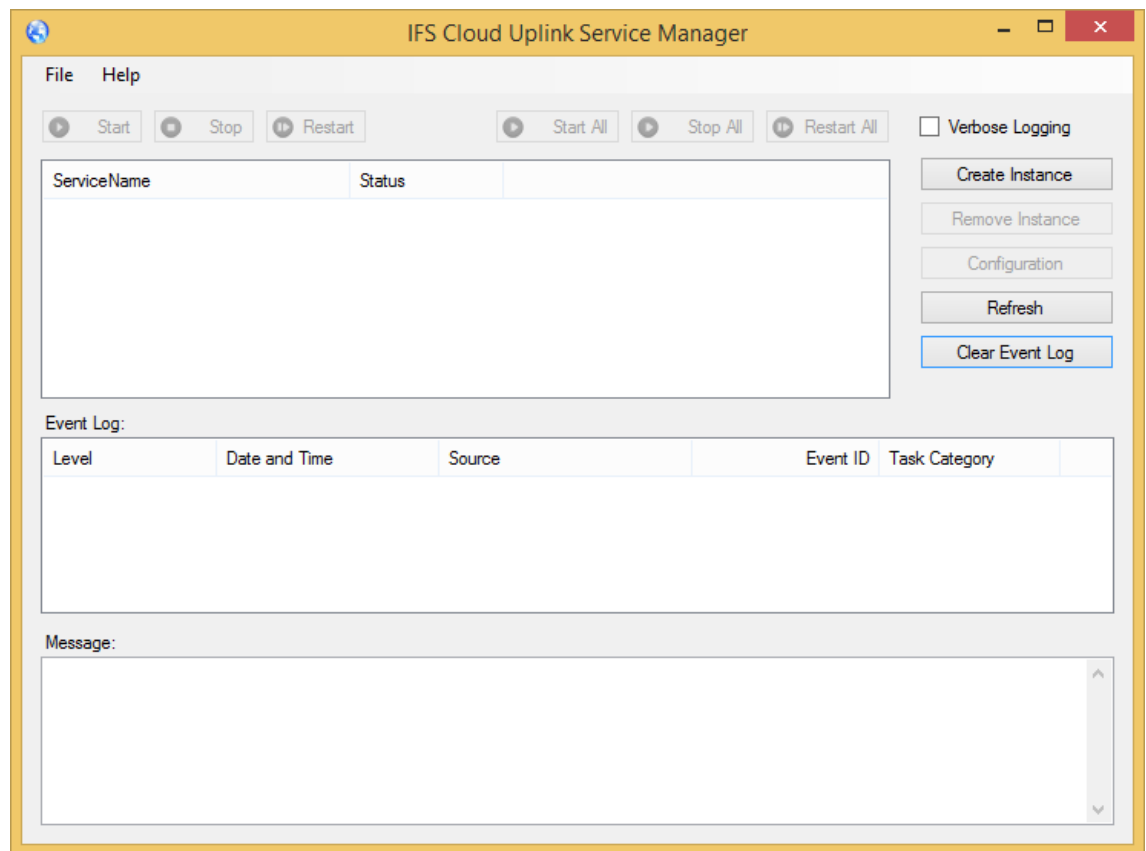 IFS Cloud Uplink Service Manager
File Help
Start Stop Restart Start All Stop All Restart All Verbose Logging
ServiceName Status
Create Instance
Remove Instance
Configuration
Refresh
Clear Event Log
Event Log:
Level Date and Time Source Event ID Task Category
Message: